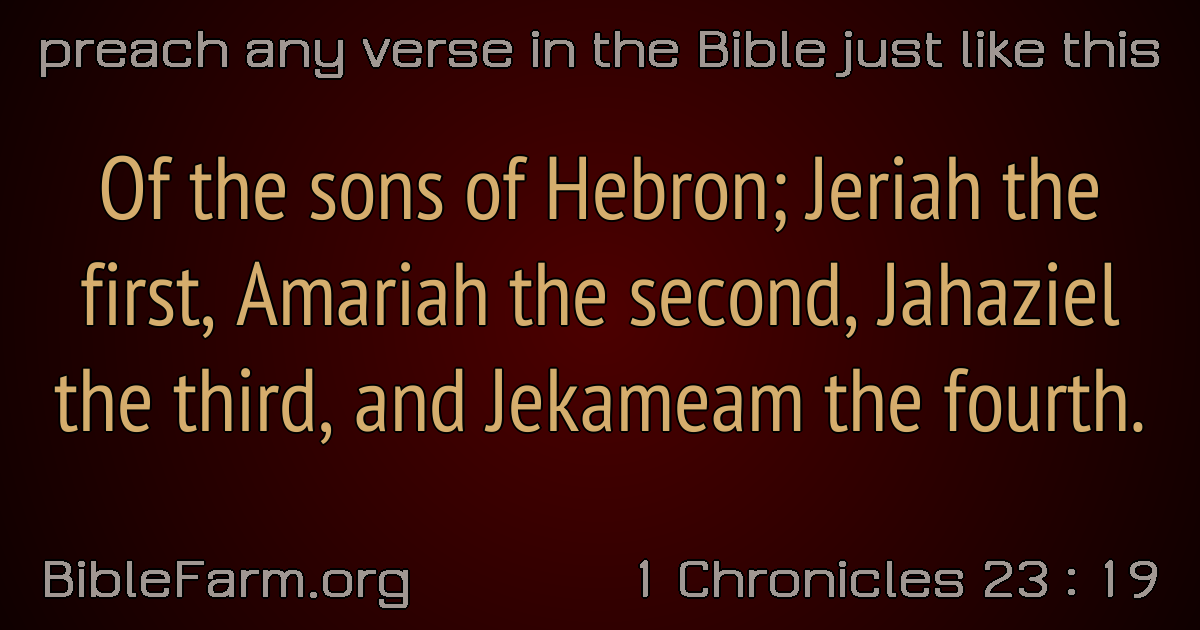 preach any verse in the Bible just like this
Of the sons of Hebron; Jeriah the
first, Amariah the second, Jahaziel
the third, and Jekameam the fourth.
BibleFarm.org
1 Chronicles 23 : 19